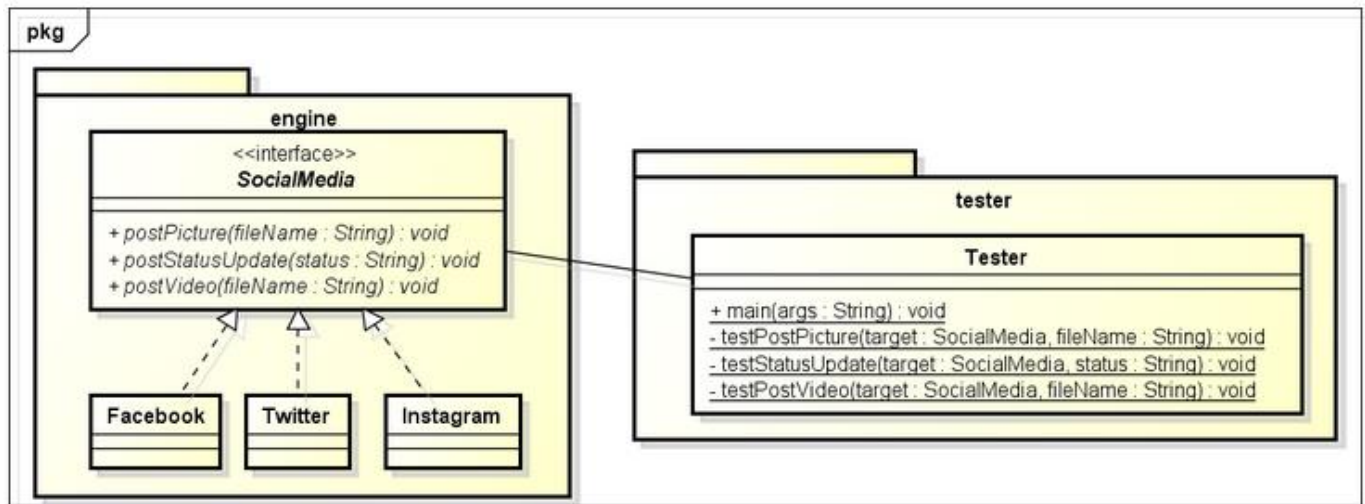 pkg
engine
<<interface>>
SocialMedia
+ postPicture(fileName : String) : void
+ postStatusUpdate(status : String) : void
+ postVideo(fileName : String) : void
Facebook
Twitter
Instagram
tester
Tester
+ main(args : String) : void
- testPostPicture(target : SocialMedia, fileName : String) : void
- testStatusUpdate(target : SocialMedia, status : String) : void
- testPostVideo(target : SocialMedia, fileName : String) : void